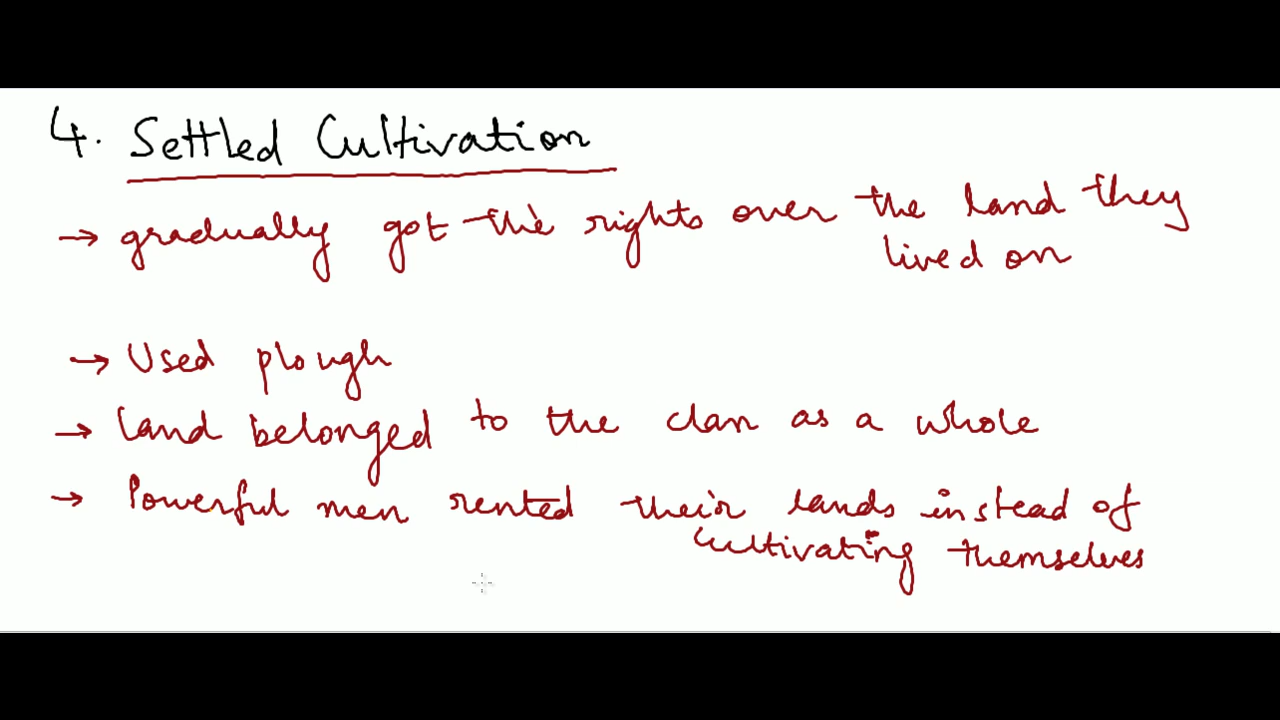 4. Settled Cultivation
→ gradually got the rights over the land they
lived on
→ Used plough
→ Land belonged to the clan as a whole
→ Powerful men rented their lands instead of
cultivating themselves